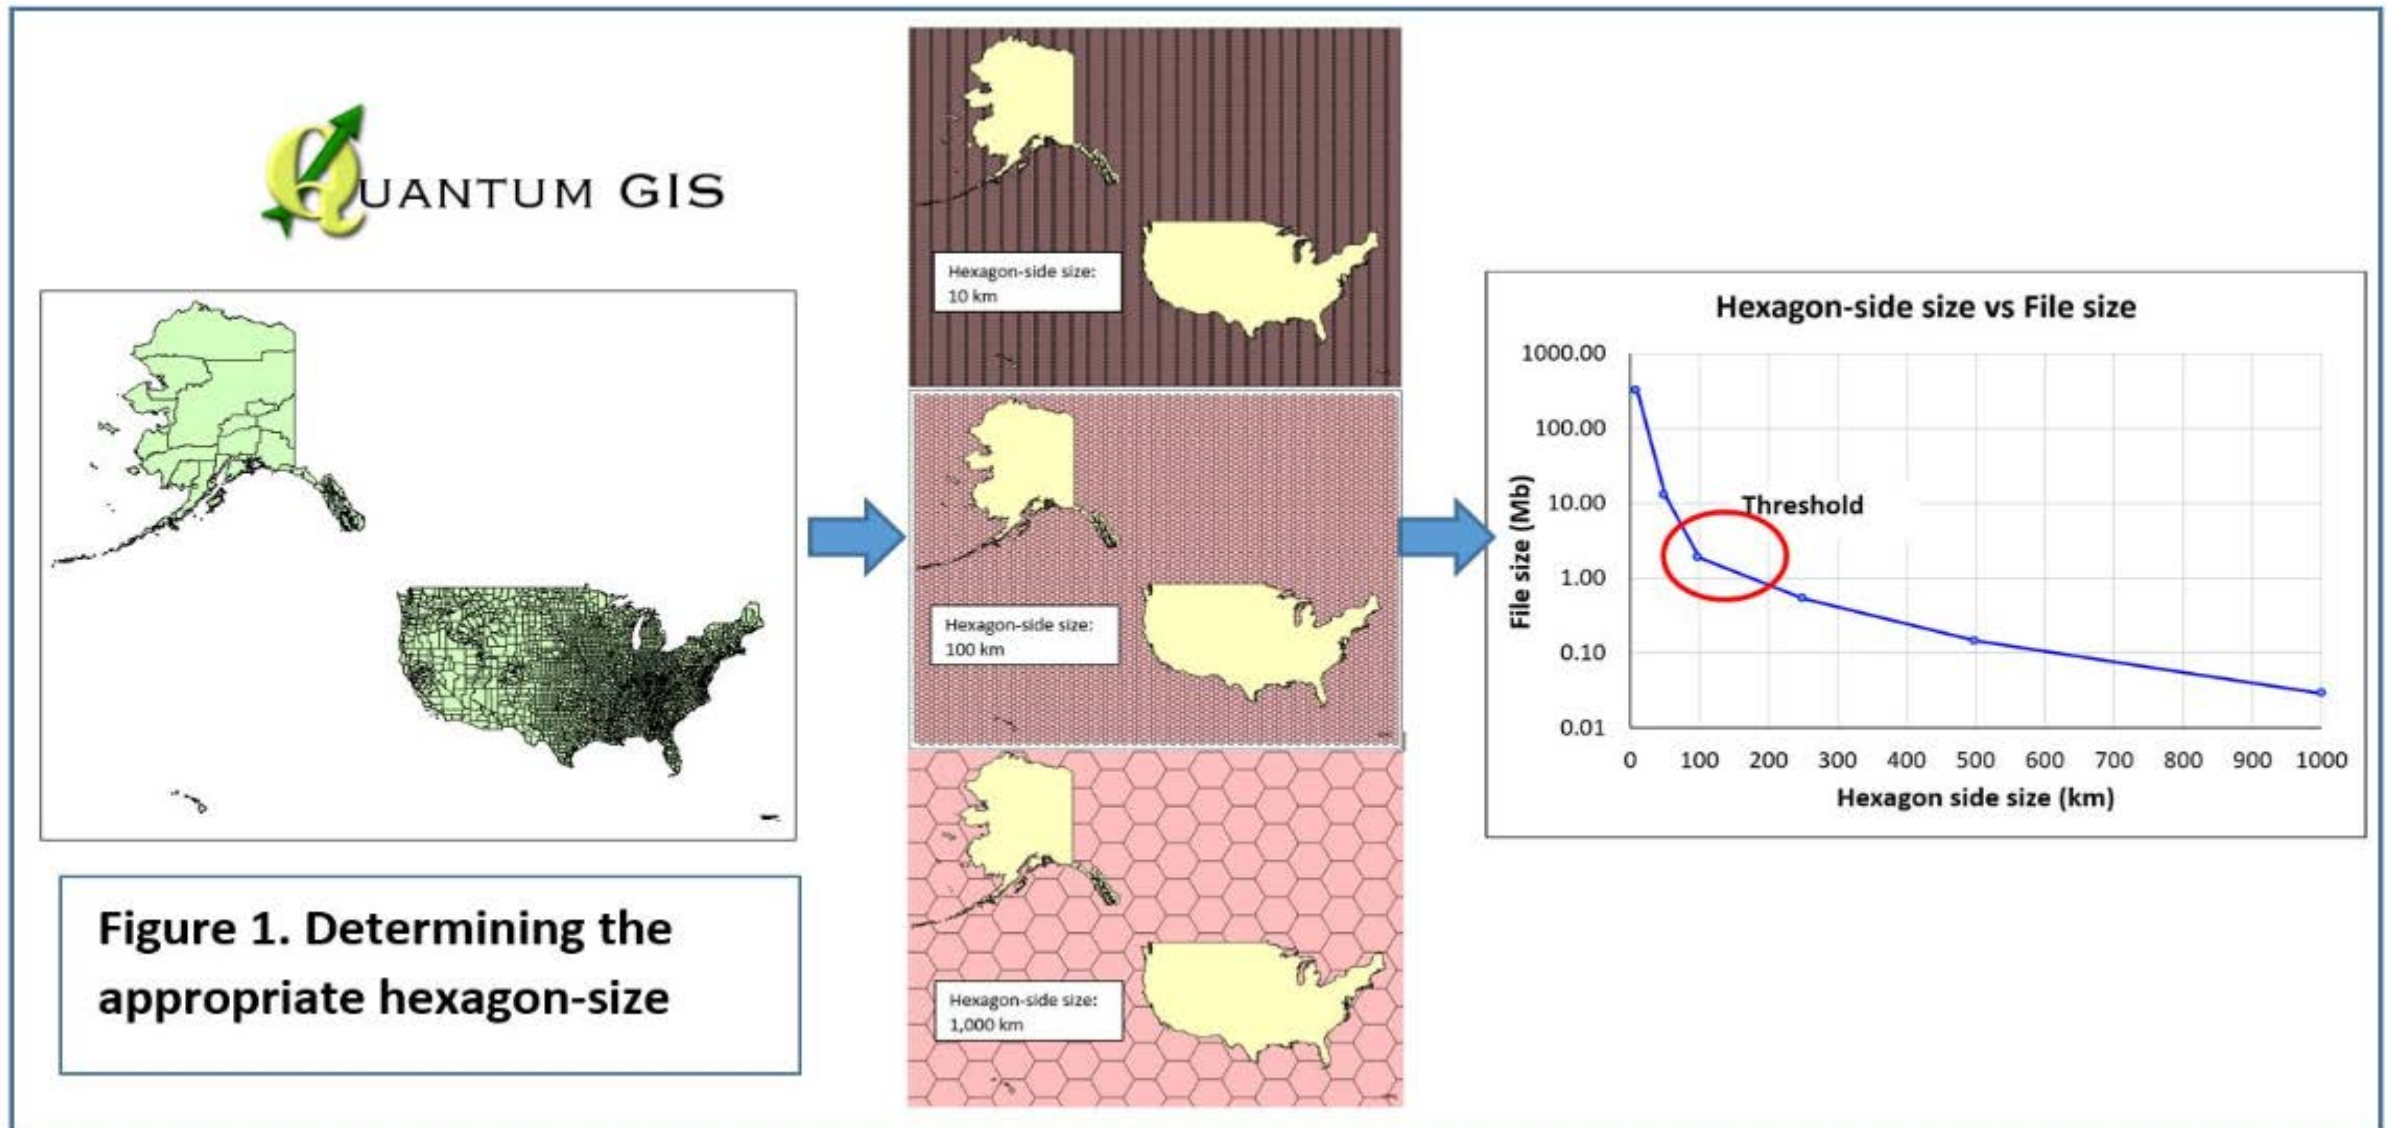 QUANTUM GIS
Figure 1. Determining the
appropriate hexagon-size
Hexagon-side size:
10 km
Hexagon-side size:
100 km
Hexagon-side size:
1,000 km
Hexagon-side size vs File size
File size (Mb)
1000.00
100.00
10.00
1.00
0.10
0.01
Threshold
0 100 200 300 400 500 600 700 800 900 1000
Hexagon side size (km)